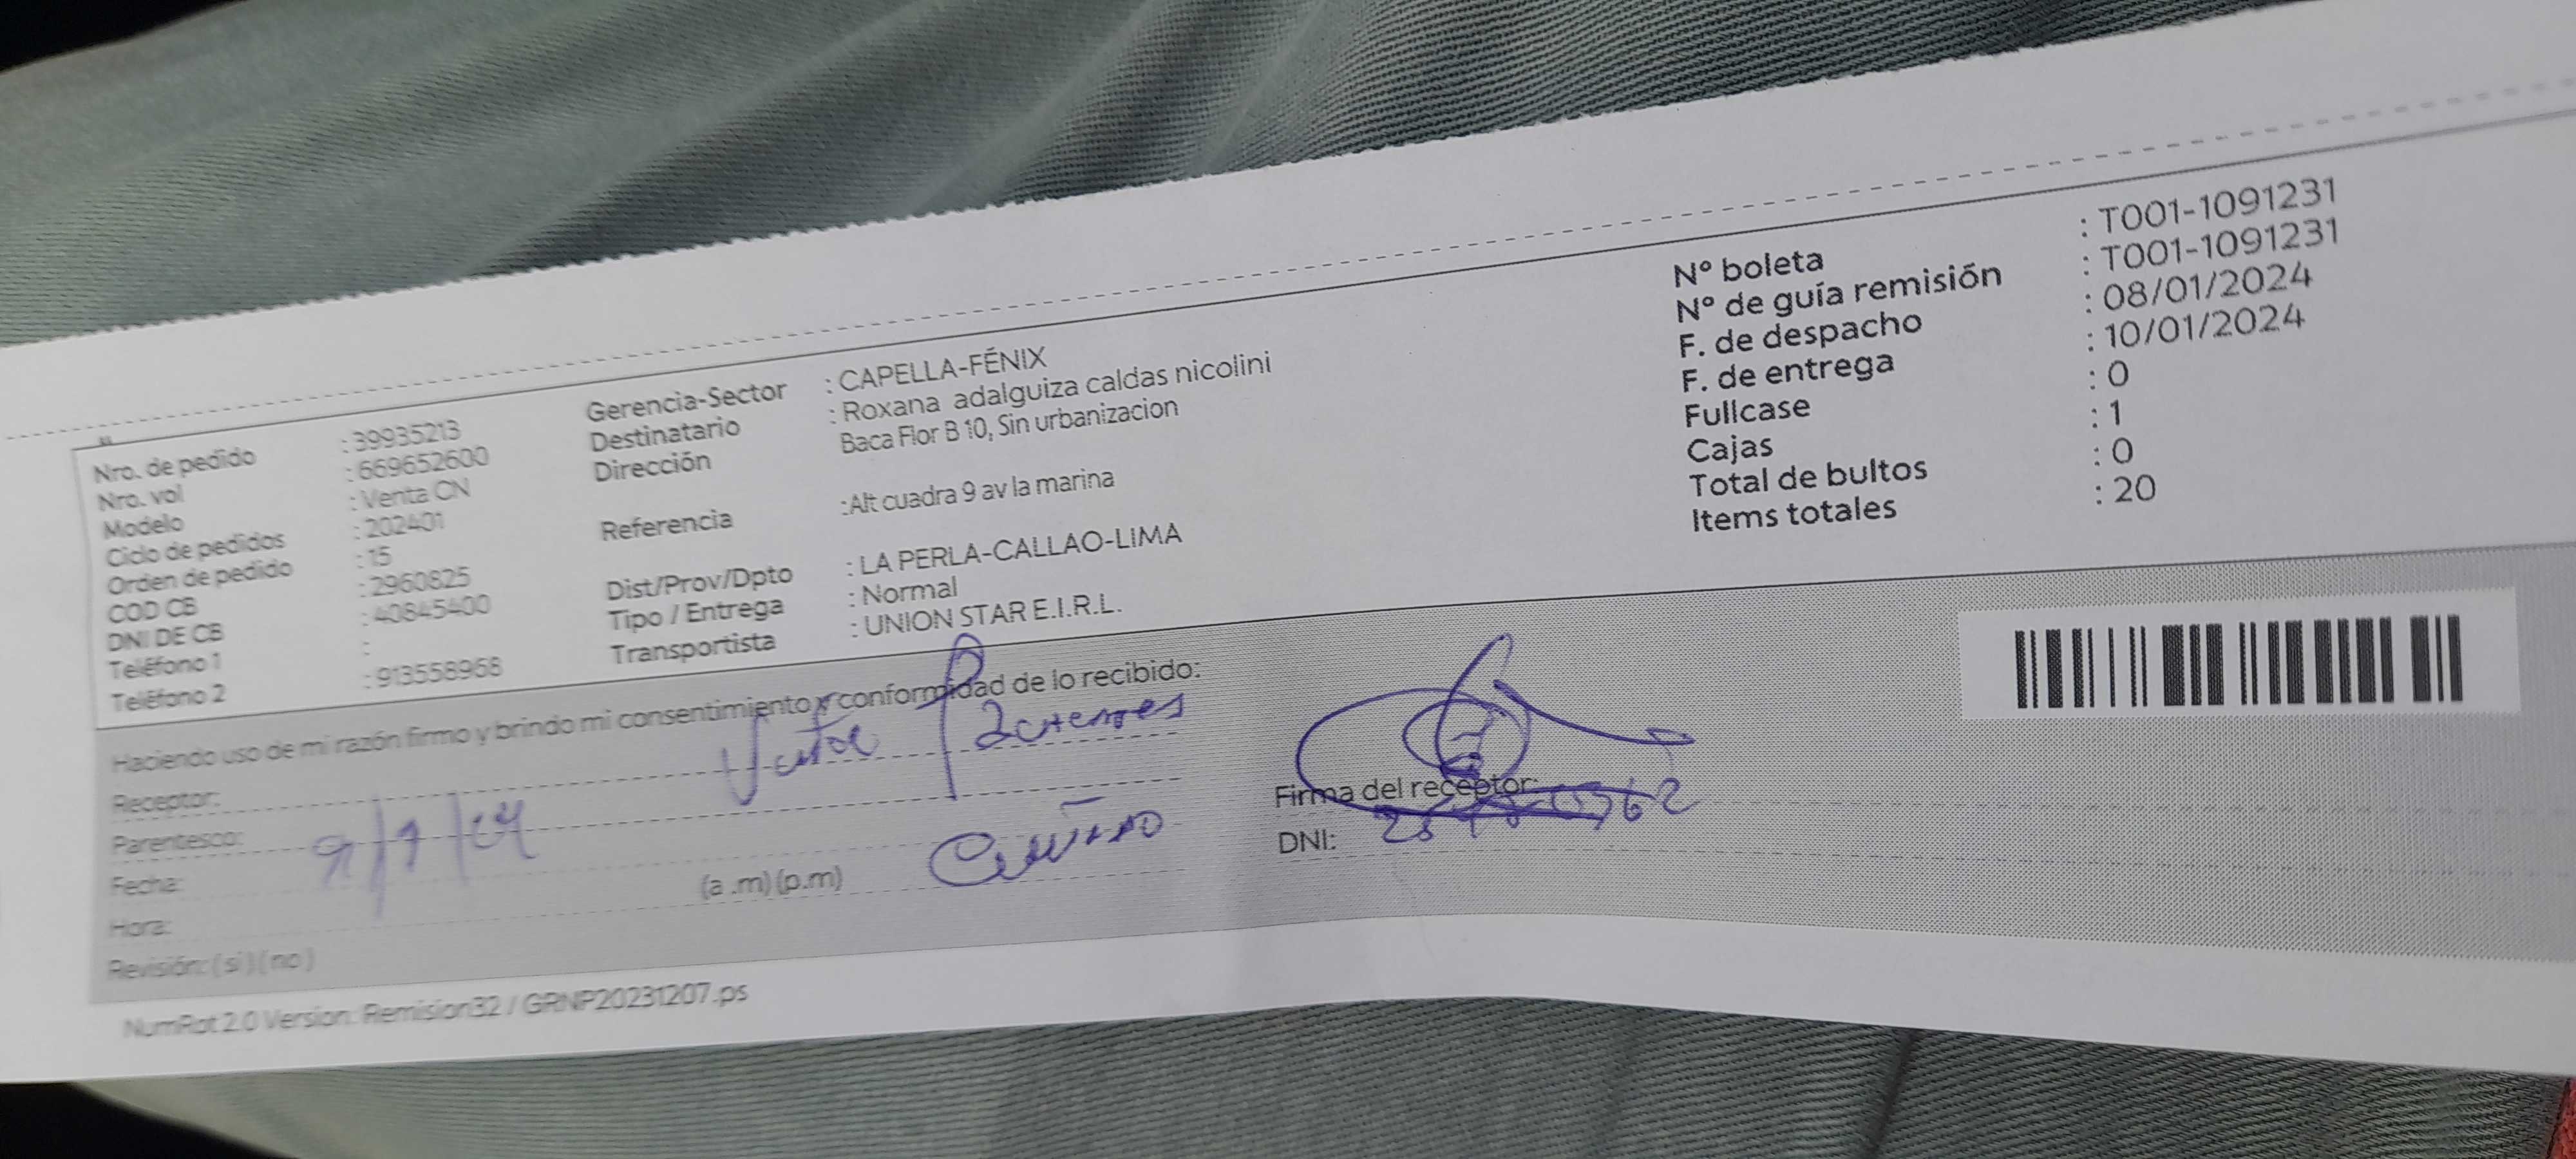 Nro. de pedido : 39935213
Nro. vol : 669652600
Modelo : Venta CN
Ciclo de pedidos : 202401
Orden de pedido : 15
COD CB : 2960825
DNI DE CB : 40845400
Teléfono 1 :
Teléfono 2 : 913558968
Gerencia-Sector : CAPELLA-FÉNIX
Destinatario : Roxana adalguiza caldas nicolini
Dirección Baca Flor B 10, Sin urbanizacion
Referencia :Alt cuadra 9 av la marina
Dist/Prov/Dpto : LA PERLA-CALLAO-LIMA
Tipo / Entrega : Normal
Transportista : UNION STAR E.I.R.L.
Nº boleta : T001-1091231
Nº de guía remisión : T001-1091231
F. de despacho : 08/01/2024
F. de entrega : 10/01/2024
Fullcase : 0
Cajas : 1
Total de bultos : 0
Items totales : 20
Haciendo uso de mi razón firmo y brindo mi consentimiento y conformidad de lo recibido:
Receptor:
Parentesco:
Fecha:
Hora: (a .m) (p.m)
Revisión: ( si ) ( no )
Firma del receptor:
DNI:
NumRot 2.0 Version: Remision32 / GRNP20231207.ps